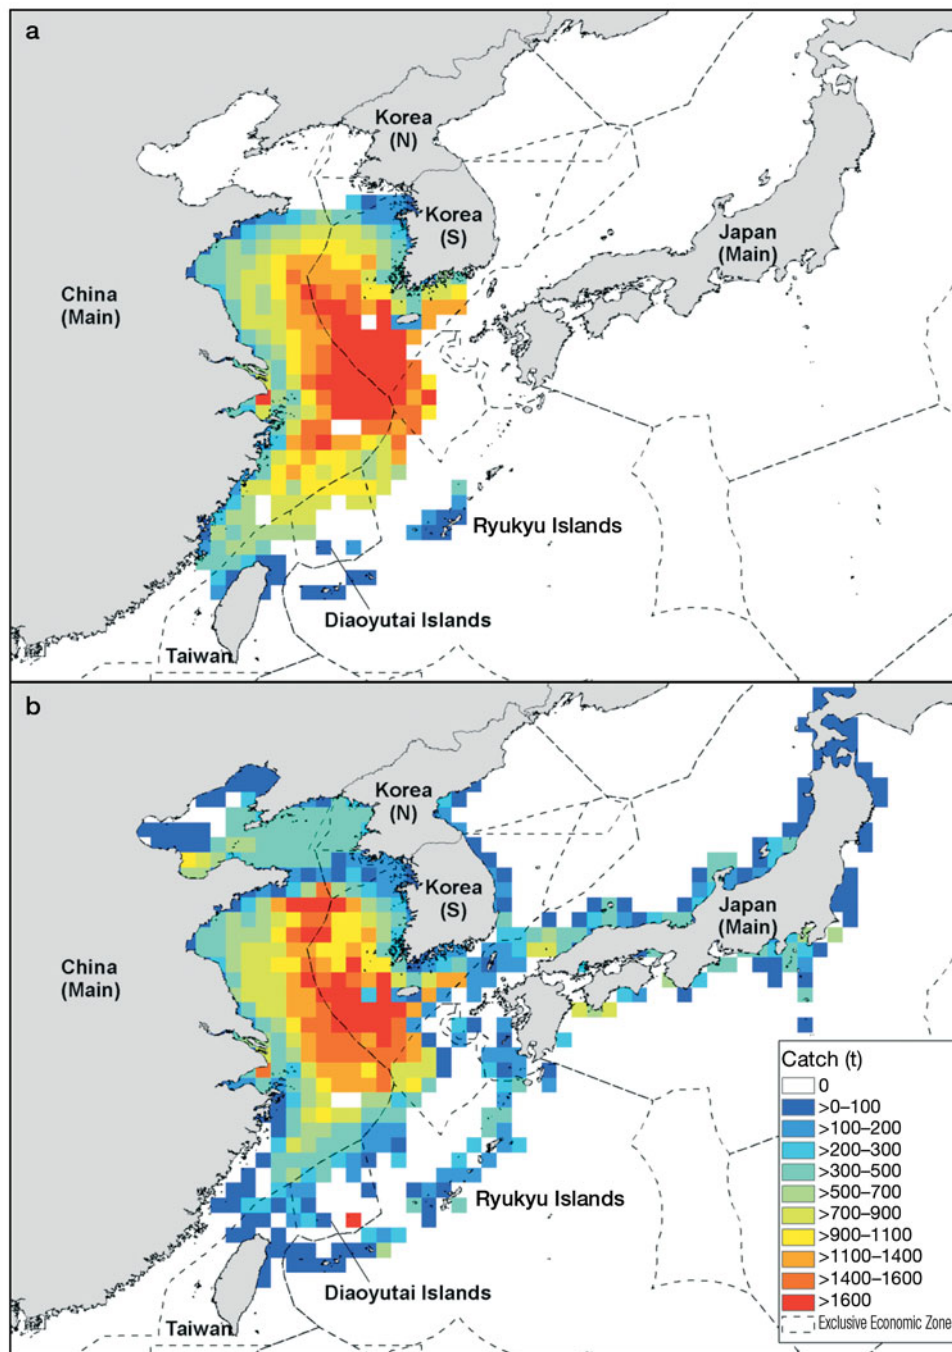 a
Korea
(N)
Korea
(S)
Japan
(Main)
China
(Main)
Ryukyu Islands
Diaoyutai Islands
Taiwan
b
Korea
(N)
Korea
(S)
Japan
(Main)
China
(Main)
Ryukyu Islands
Diaoyutai Islands
Taiwan
Catch (t)
0
>0–100
>100–200
>200–300
>300–500
>500–700
>700–900
>900–1100
>1100–1400
>1400–1600
>1600
Exclusive Economic Zone